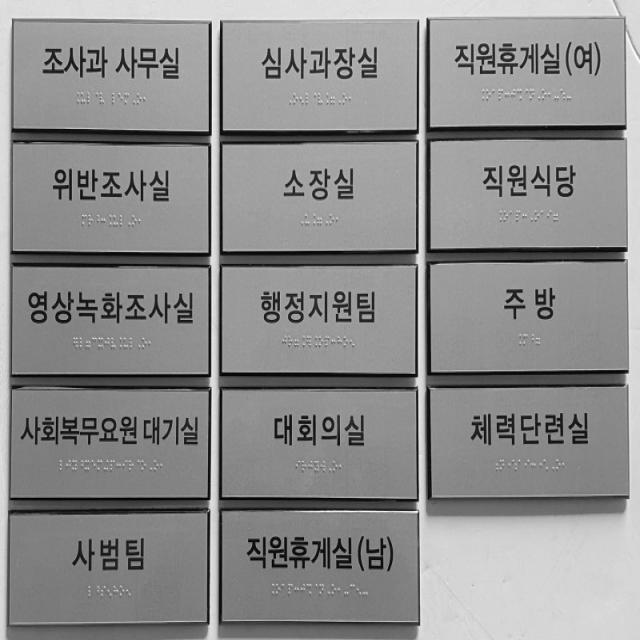 조사과 사무실
심사과장실
직원휴게실(여)
위반조사실
소장실
직원식당
영상녹화조사실
행정지원팀
주방
사회복무요원 대기실
대회의실
체력단련실
사범팀
직원휴게실(남)